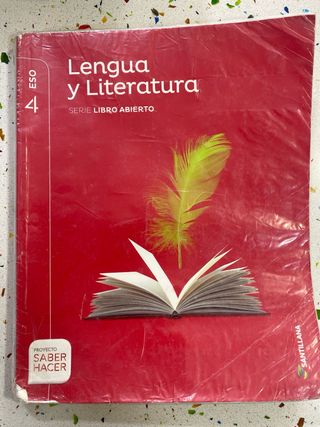 ESO
4
Lengua
y Literatura
SERIE LIBRO ABIERTO
PROYECTO
SABER
HACER
SANTILLANA